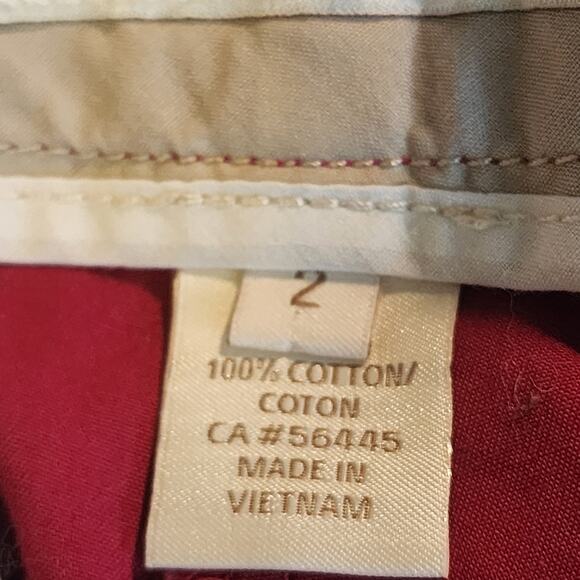 2
100% COTTON/
COTON
CA #56445
MADE IN
VIETNAM